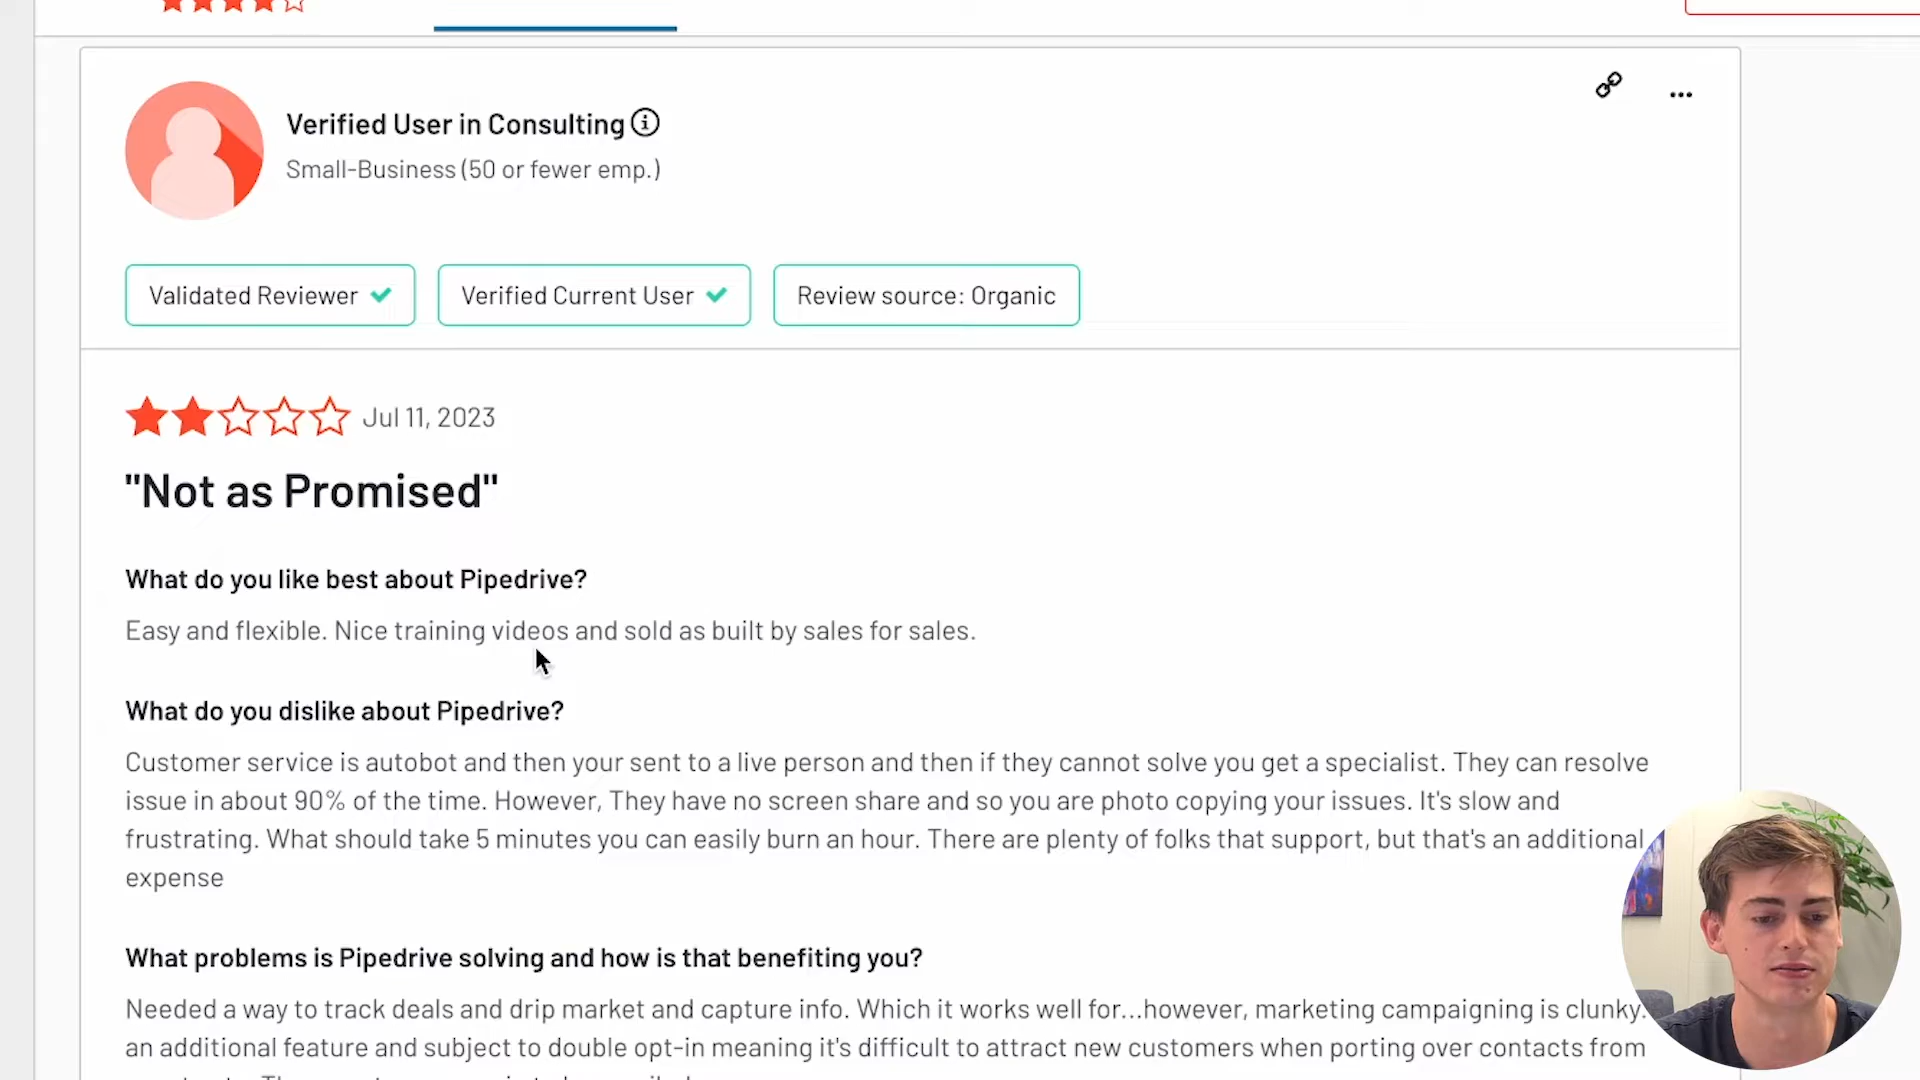 Verified User in Consulting
Small-Business (50 or fewer emp.)
Validated Reviewer
Verified Current User
Review source: Organic
Jul 11, 2023
"Not as Promised"
What do you like best about Pipedrive?
Easy and flexible. Nice training videos and sold as built by sales for sales.
What do you dislike about Pipedrive?
Customer service is autobot and then your sent to a live person and then if they cannot solve you get a specialist. They can resolve
issue in about 90% of the time. However, They have no screen share and so you are photo copying your issues. It's slow and
frustrating. What should take 5 minutes you can easily burn an hour. There are plenty of folks that support, but that's an additional
expense
What problems is Pipedrive solving and how is that benefiting you?
Needed a way to track deals and drip market and capture info. Which it works well for...however, marketing campaigning is clunky.
an additional feature and subject to double opt-in meaning it's difficult to attract new customers when porting over contacts from